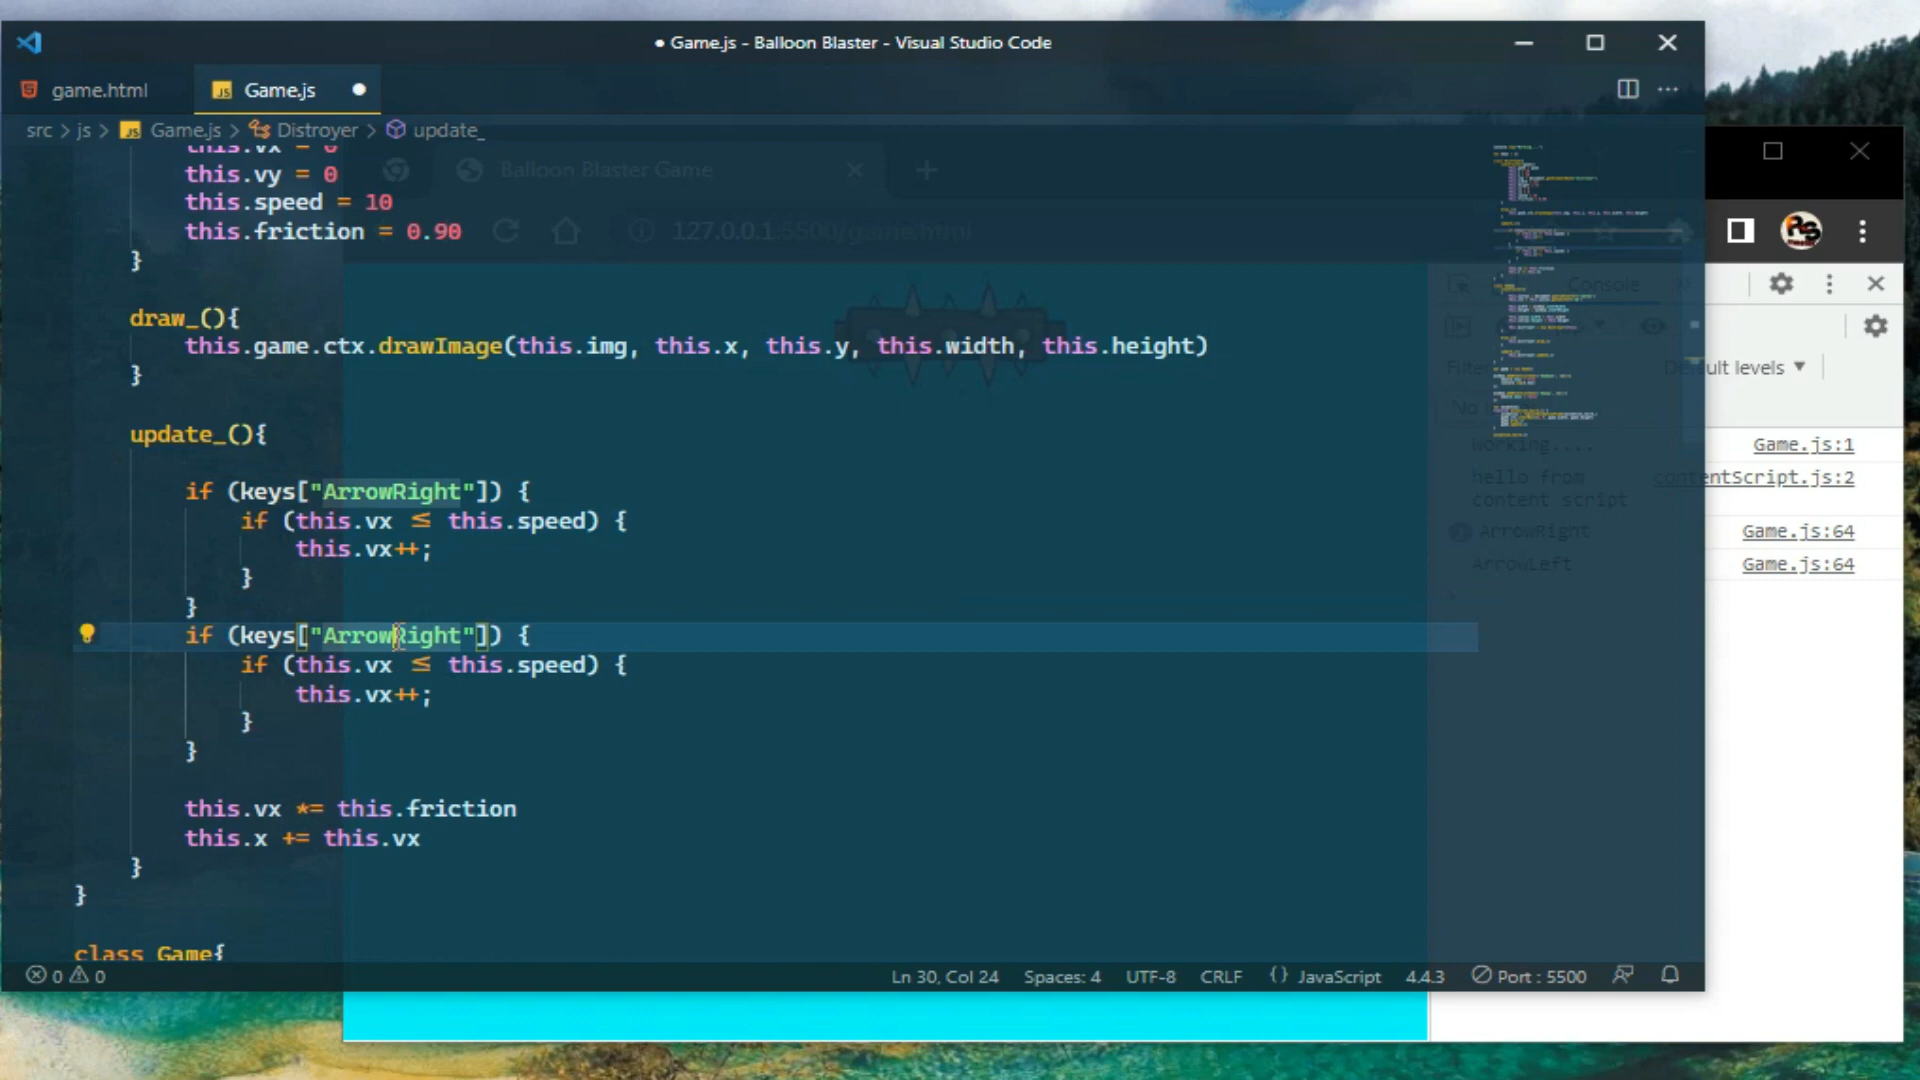 ● Game.js - Balloon Blaster - Visual Studio Code
game.html
JS Game.js
src > js > JS Game.js > Distroyer > update_
this.vx = 0
Balloon Blaster Game
this.vy = 0
this.speed = 10
this.friction = 0.90
127.0.0.1:5500/game.html
}
Console
draw_(){
this.game.ctx.drawImage(this.img, this.x, this.y, this.width, this.height)
}
Default levels
update_(){
working....
Game.js:1
hello from content script
contentScript.js:2
if (keys["ArrowRight"]) {
if (this.vx ≤ this.speed) {
this.vx++;
}
}
ArrowRight
Game.js:64
ArrowLeft
Game.js:64
if (keys["ArrowRight"]) {
if (this.vx ≤ this.speed) {
this.vx++;
}
}
this.vx *= this.friction
this.x += this.vx
}
}
class Game{
0 0
Ln 30, Col 24
Spaces: 4
UTF-8
CRLF
{} JavaScript
4.4.3
Port : 5500